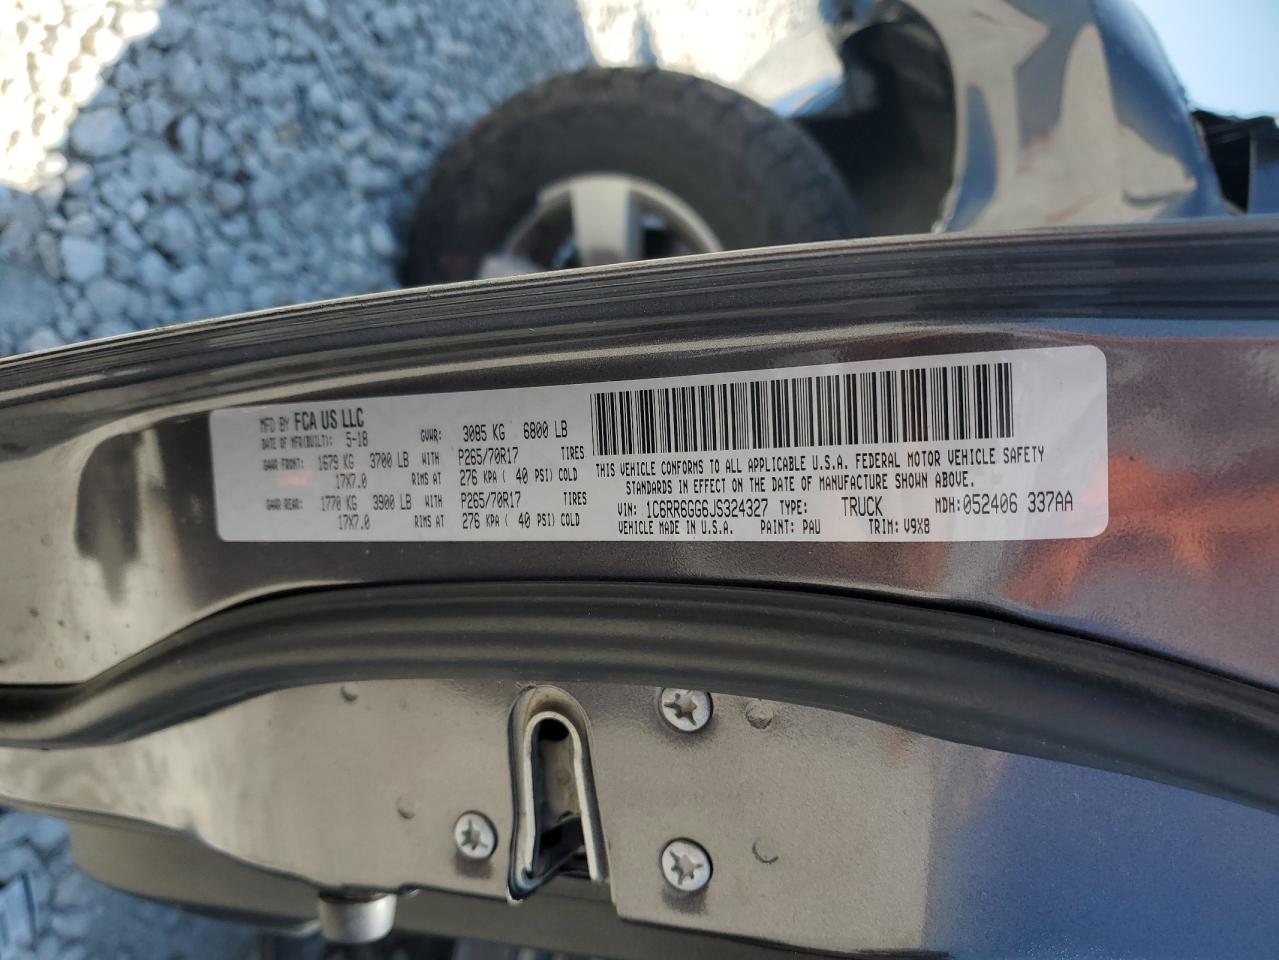 MFD BY FCA US LLC
DATE OF MFR(BUILT): 5-18 GVWR: 3085 KG 6800 LB
GAWR FRONT: 1679 KG 3700 LB WITH P265/70R17 TIRES
17X7.0 RIMS AT 276 KPA ( 40 PSI) COLD
GAWR REAR: 1770 KG 3900 LB WITH P265/70R17 TIRES
17X7.0 RIMS AT 276 KPA ( 40 PSI) COLD
THIS VEHICLE CONFORMS TO ALL APPLICABLE U.S.A. FEDERAL MOTOR VEHICLE SAFETY
STANDARDS IN EFFECT ON THE DATE OF MANUFACTURE SHOWN ABOVE.
VIN: 1C6RR6GG6JS324327 TYPE: TRUCK MDH:052406 337AA
VEHICLE MADE IN U.S.A. PAINT: PAU TRIM: V9X8